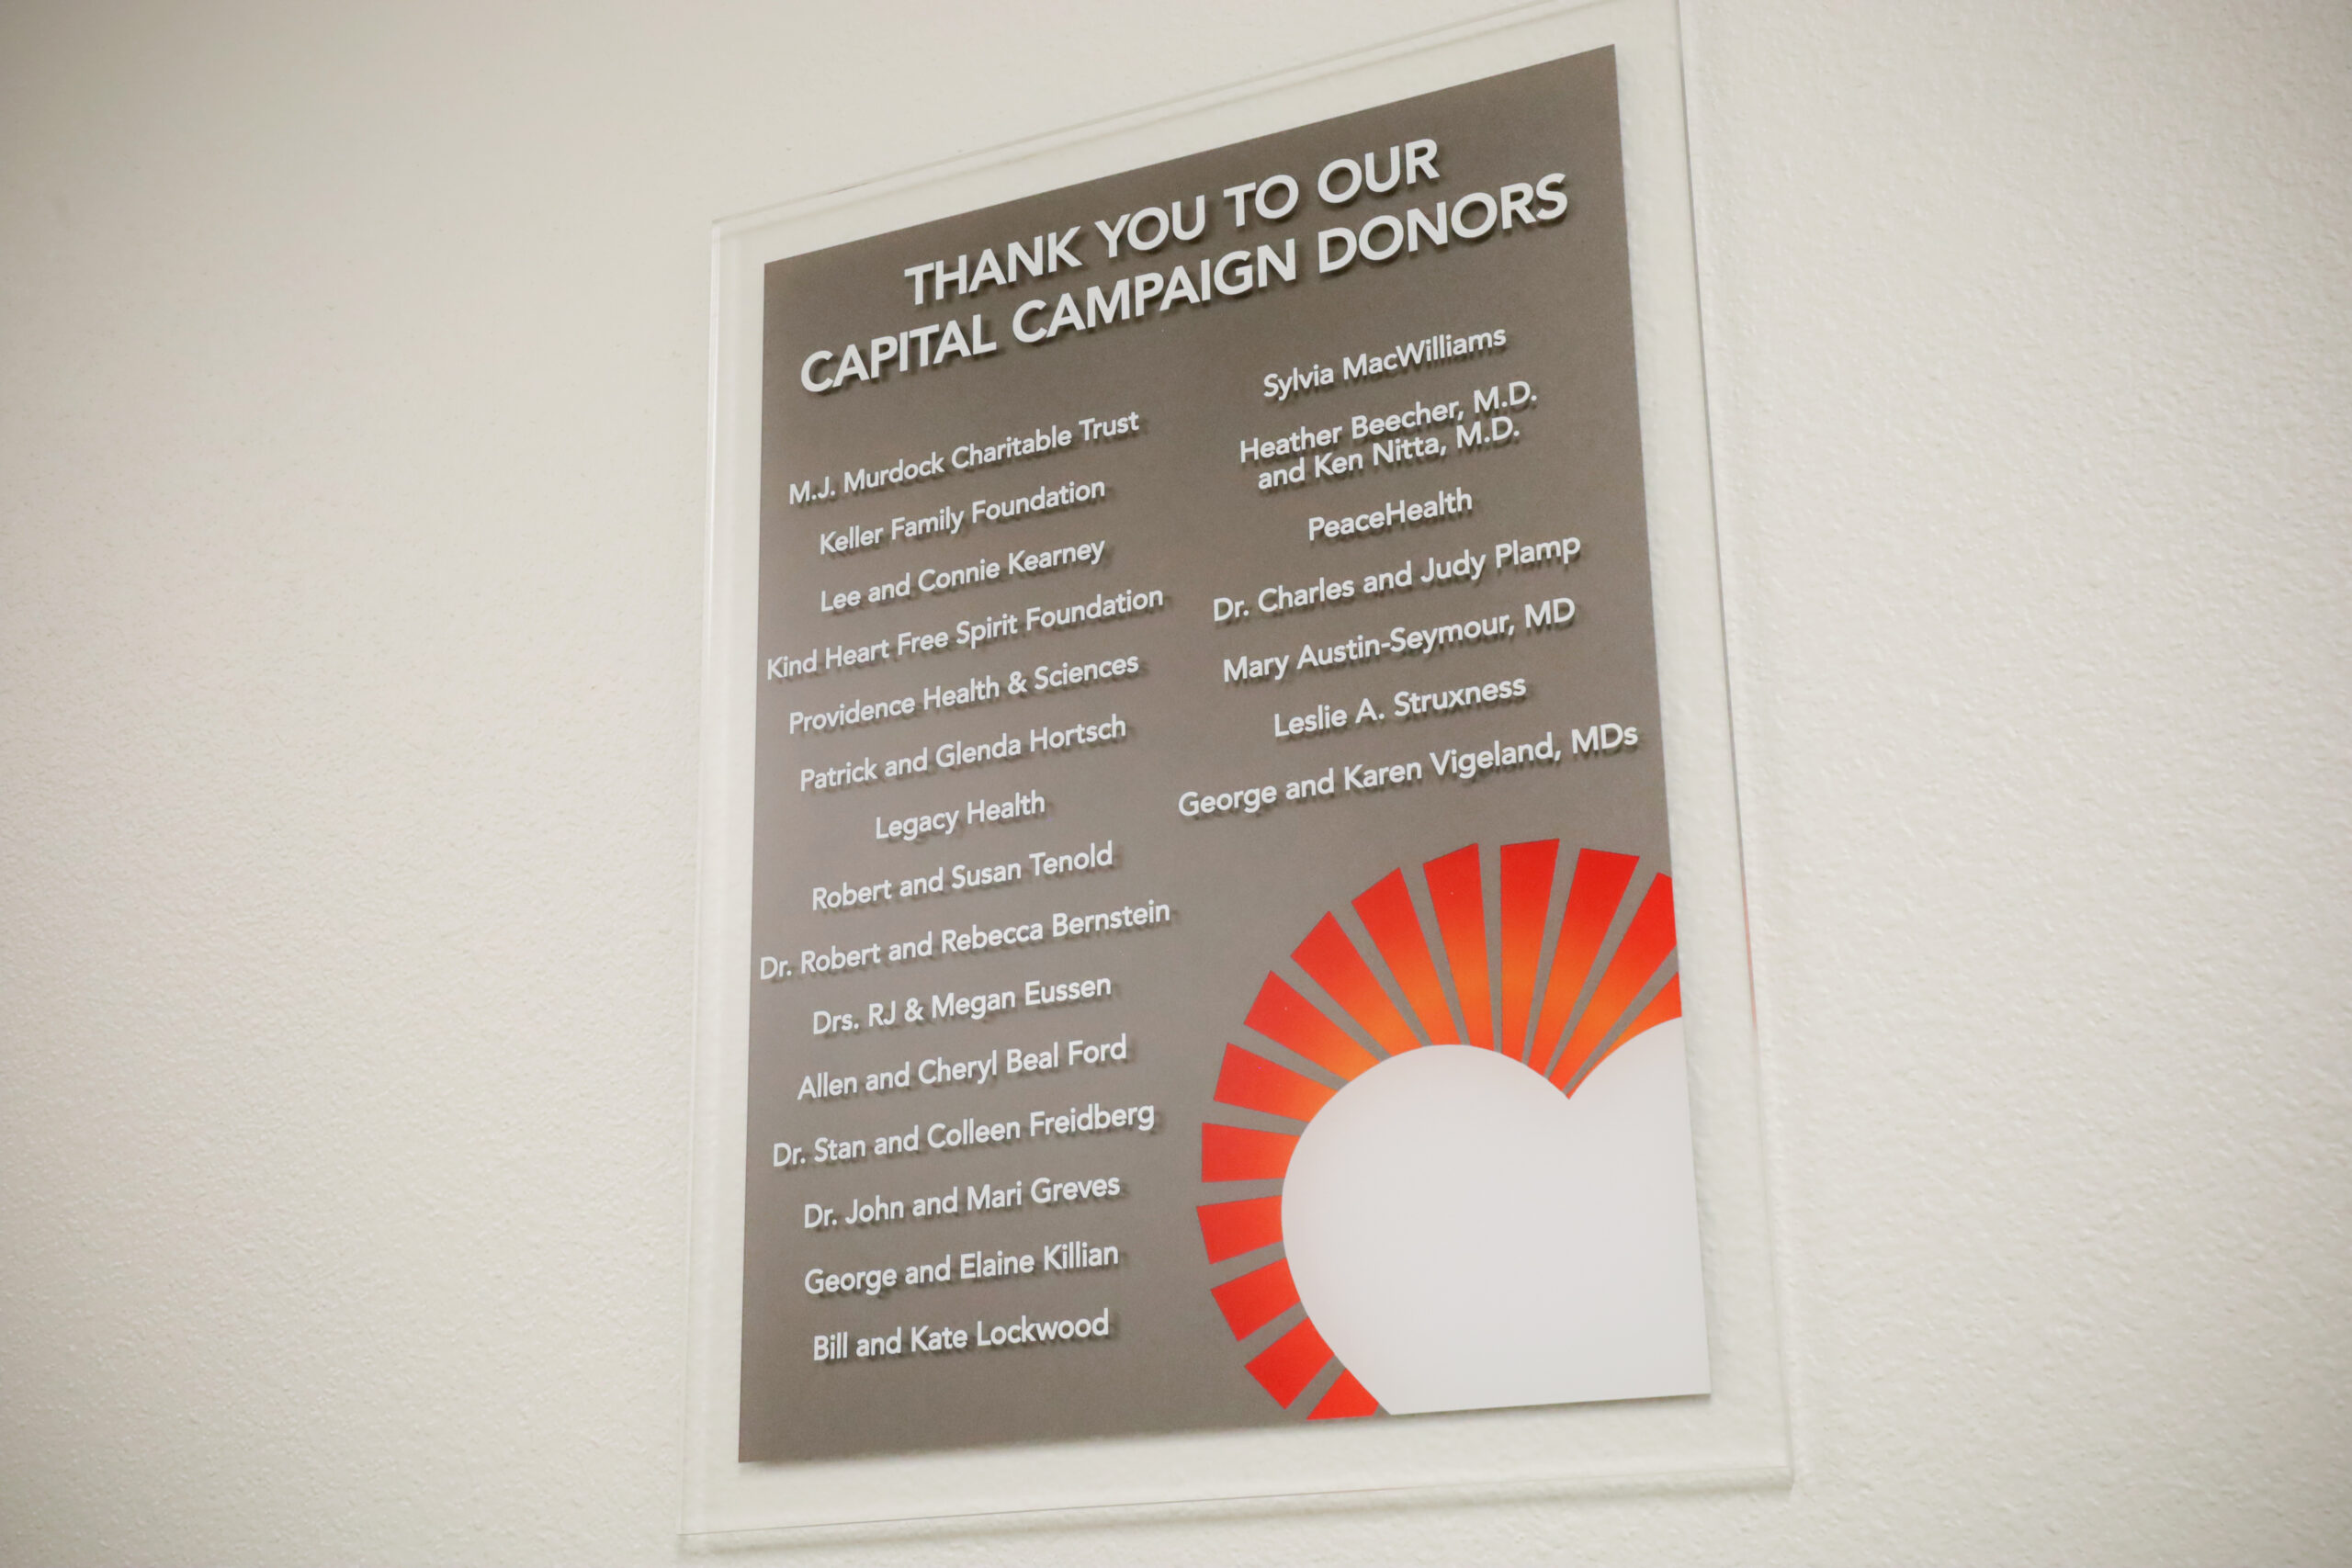 THANK YOU TO OUR
CAPITAL CAMPAIGN DONORS
M.J. Murdock Charitable Trust
Keller Family Foundation
Lee and Connie Kearney
Kind Heart Free Spirit Foundation
Providence Health & Sciences
Patrick and Glenda Hortsch
Legacy Health
Robert and Susan Tenold
Dr. Robert and Rebecca Bernstein
Drs. RJ & Megan Eussen
Allen and Cheryl Beal Ford
Dr. Stan and Colleen Freidberg
Dr. John and Mari Greves
George and Elaine Killian
Bill and Kate Lockwood
Sylvia MacWilliams
Heather Beecher, M.D.
and Ken Nitta, M.D.
PeaceHealth
Dr. Charles and Judy Plamp
Mary Austin-Seymour, MD
Leslie A. Struxness
George and Karen Vigeland, MDs